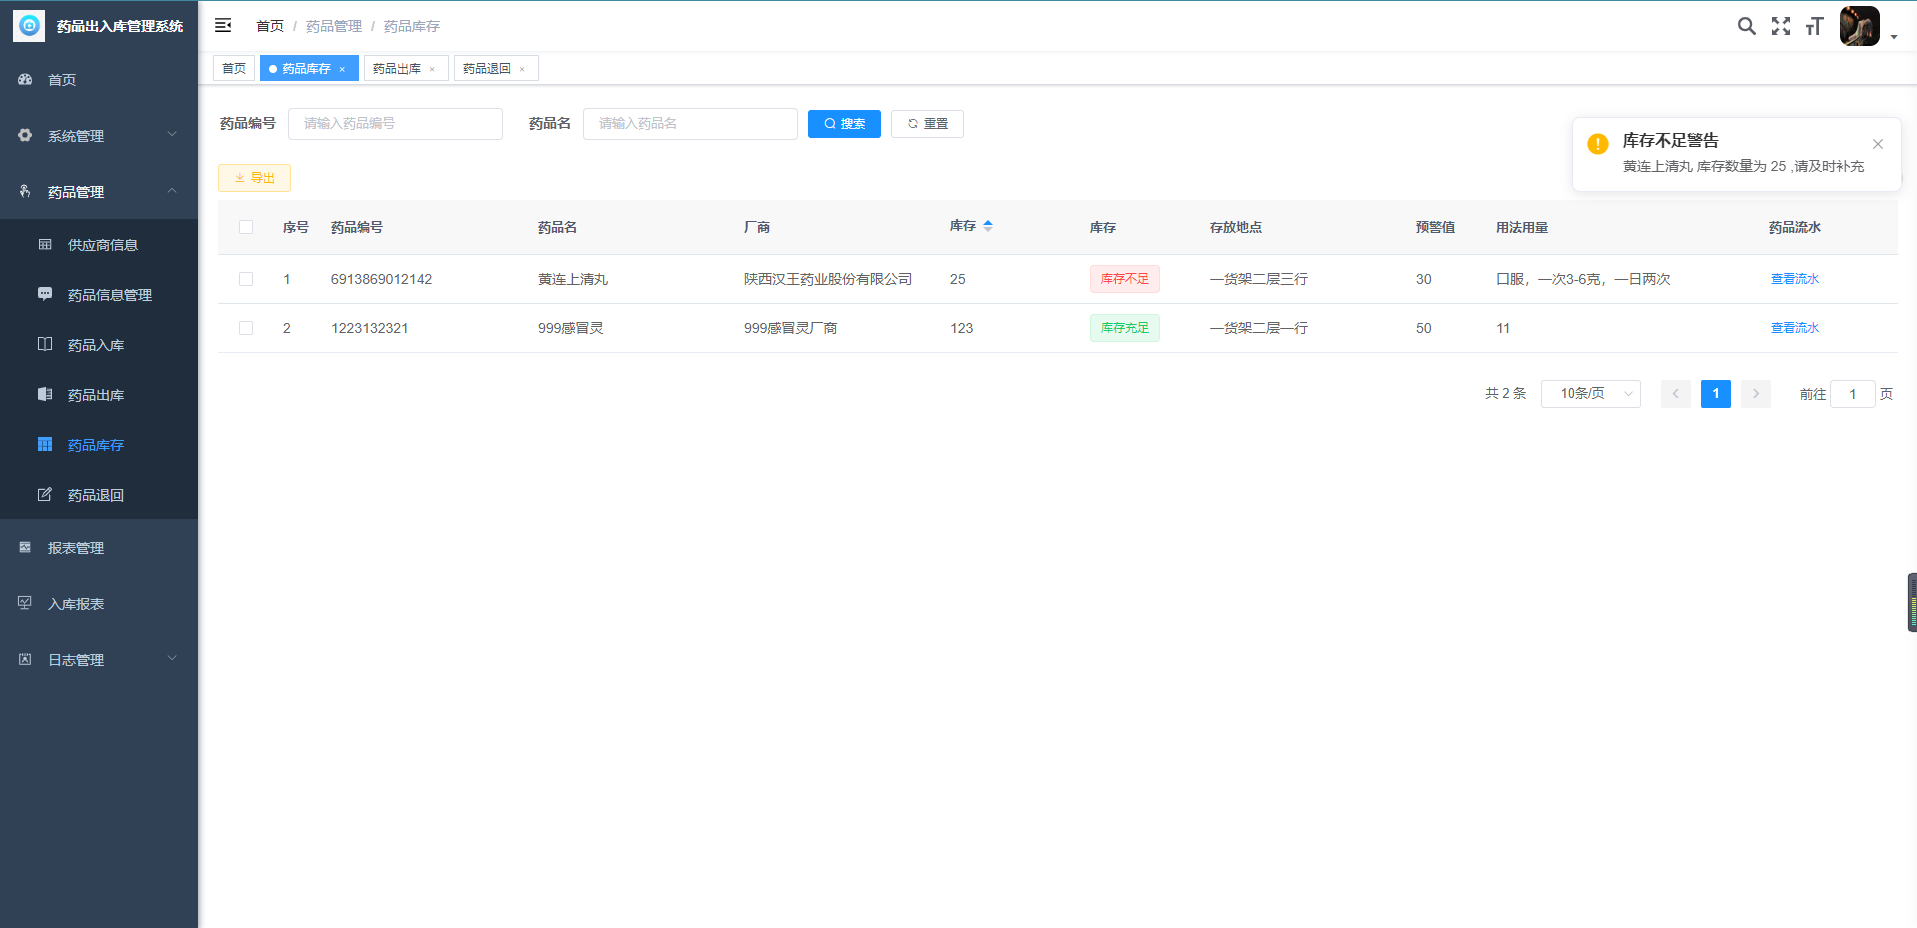 药品出入库管理系统
首页 / 药品管理 / 药品库存
首页
系统管理
药品管理
供应商信息
药品信息管理
药品入库
药品出库
药品库存
药品退回
报表管理
入库报表
日志管理
首页 药品库存 × 药品出库 × 药品退回 ×
药品编号 请输入药品编号 药品名 请输入药品名 搜索 重置
库存不足警告
黄连上清丸 库存数量为 25 ,请及时补充
导出
序号 药品编号 药品名 厂商 库存 库存 存放地点 预警值 用法用量 药品流水
1 6913869012142 黄连上清丸 陕西汉王药业股份有限公司 25 库存不足 一货架二层三行 30 口服，一次3-6克，一日两次 查看流水
2 1223132321 999感冒灵 999感冒灵厂商 123 库存充足 一货架二层一行 50 11 查看流水
共 2 条 10条/页 1 前往 1 页